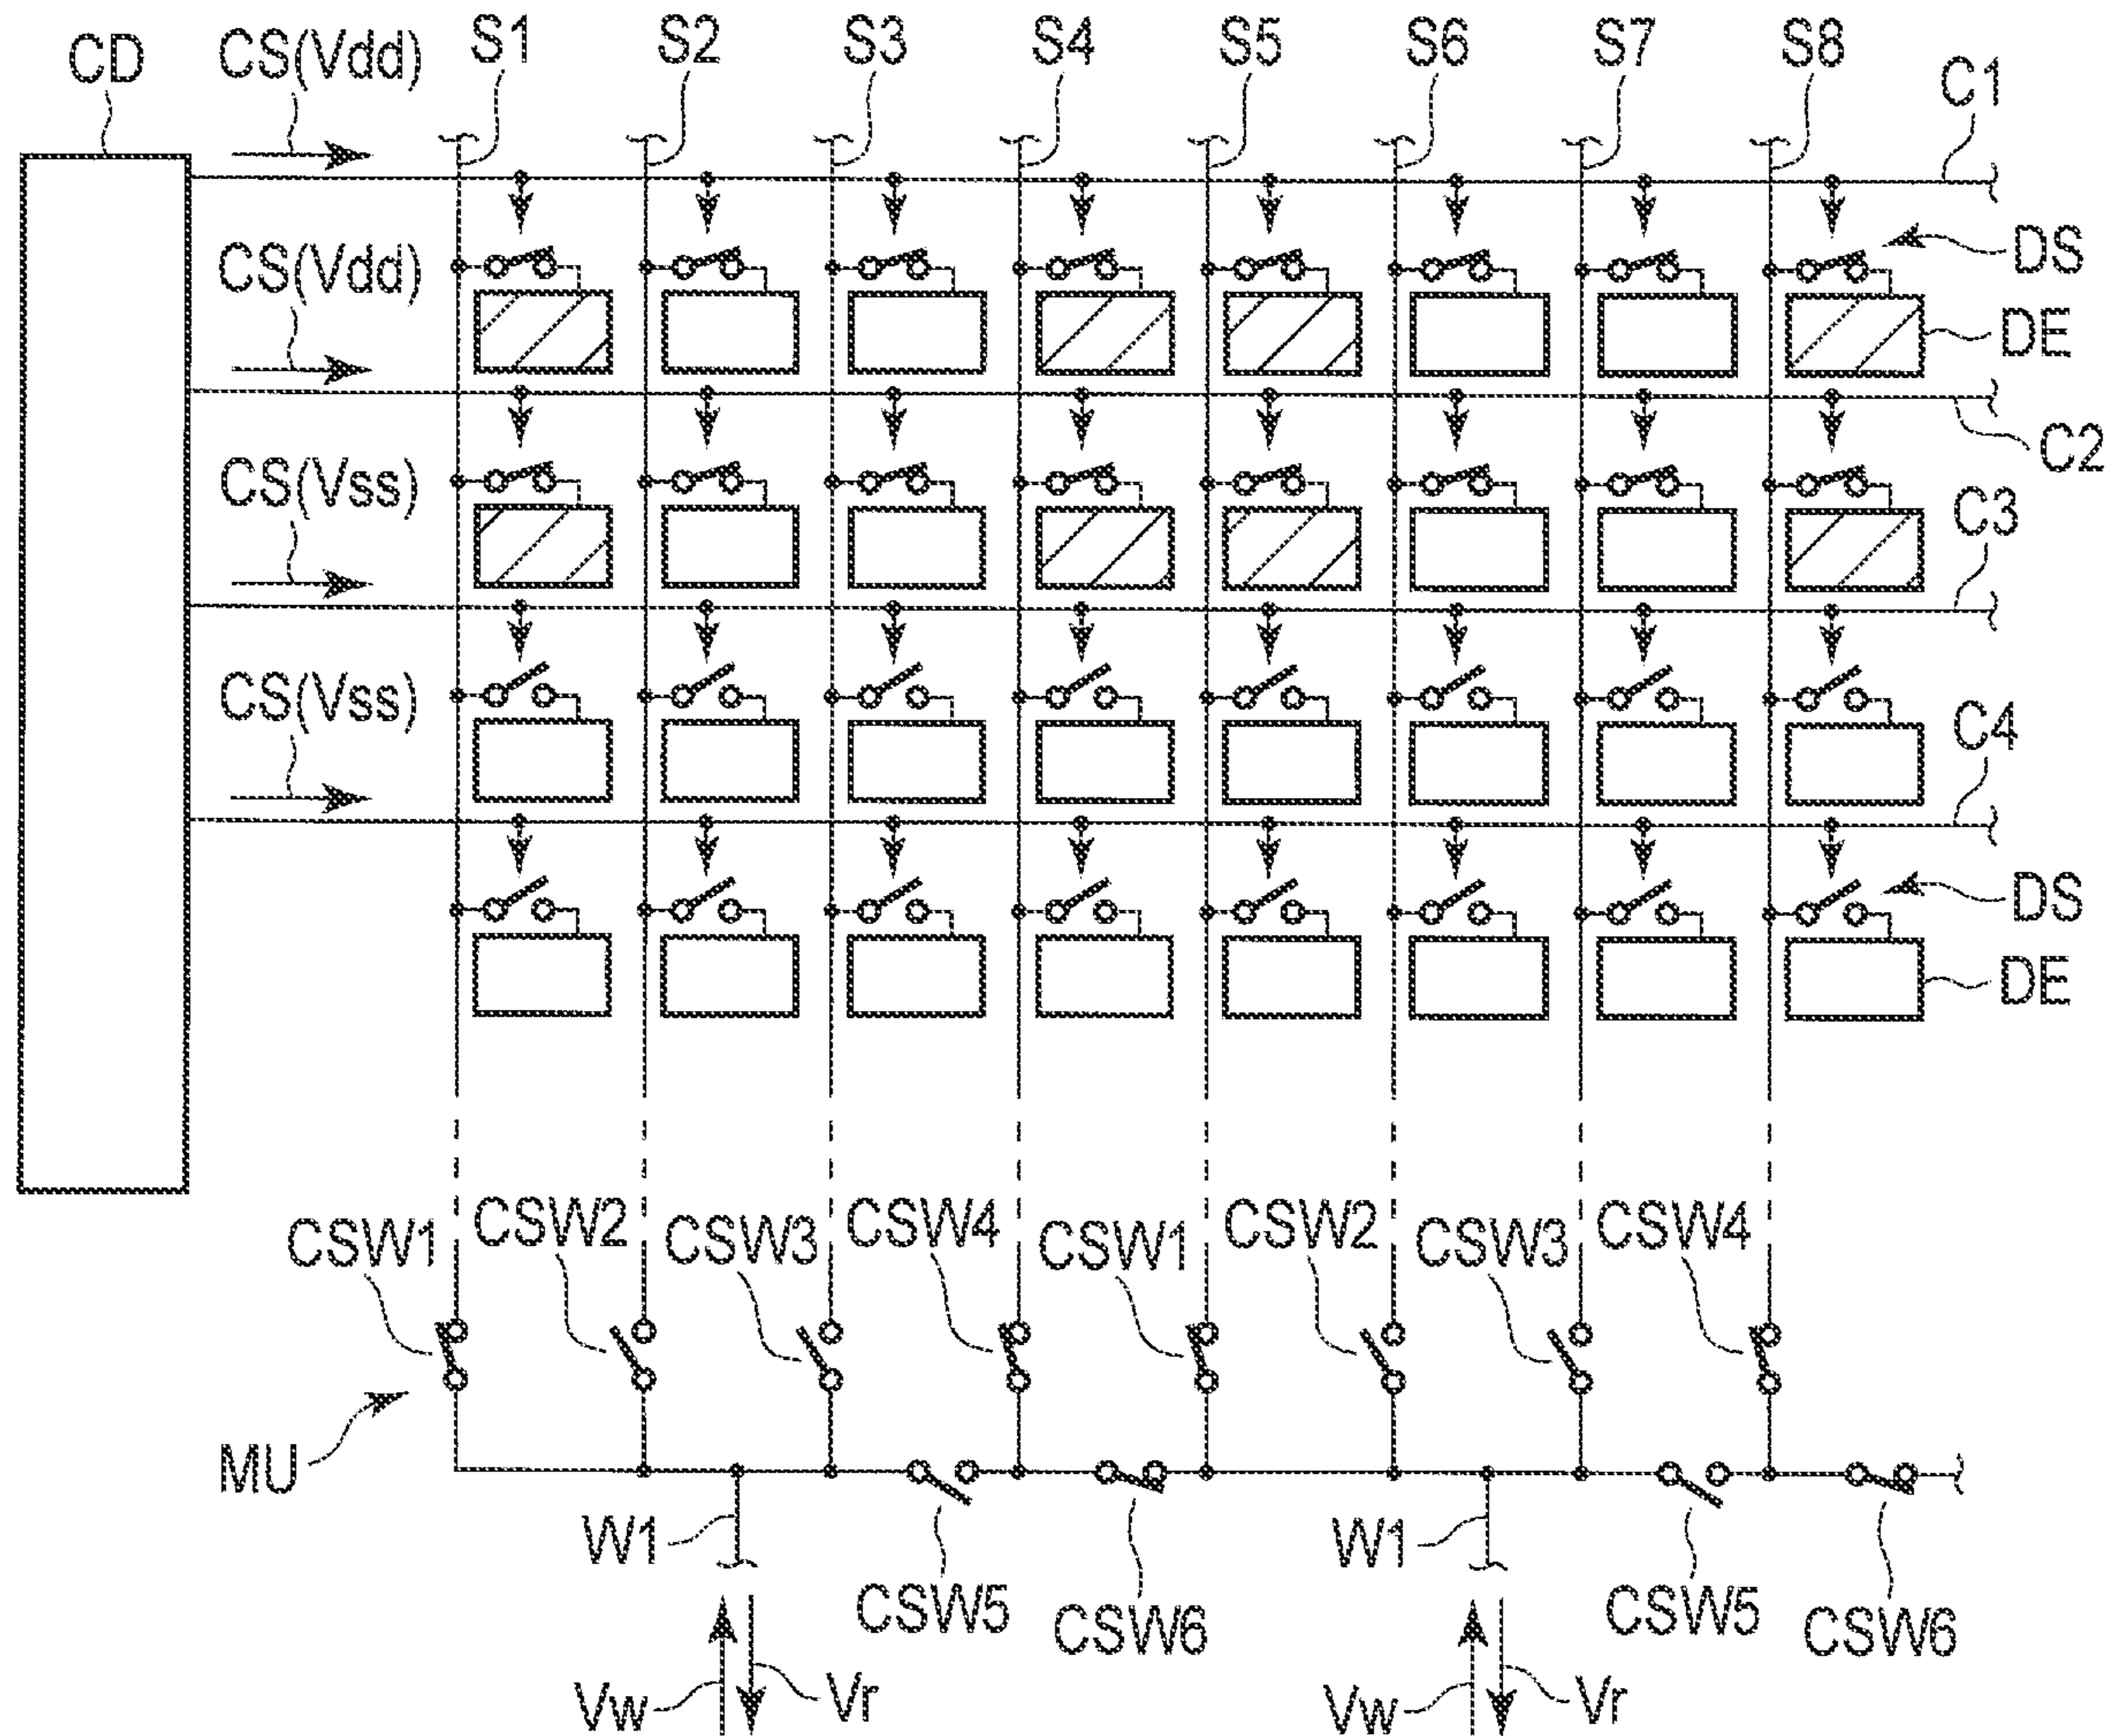 CD CS(Vdd) S1 S2 S3 S4 S5 S6 S7 S8 C1
CS(Vdd) DS
DE
C2
CS(Vss) C3
CS(Vss) C4
DS
DE
CSW1 CSW2 CSW3 CSW4 CSW1 CSW2 CSW3 CSW4
MU
W1 W1
CSW5 CSW6 CSW5 CSW6
Vw Vr Vw Vr